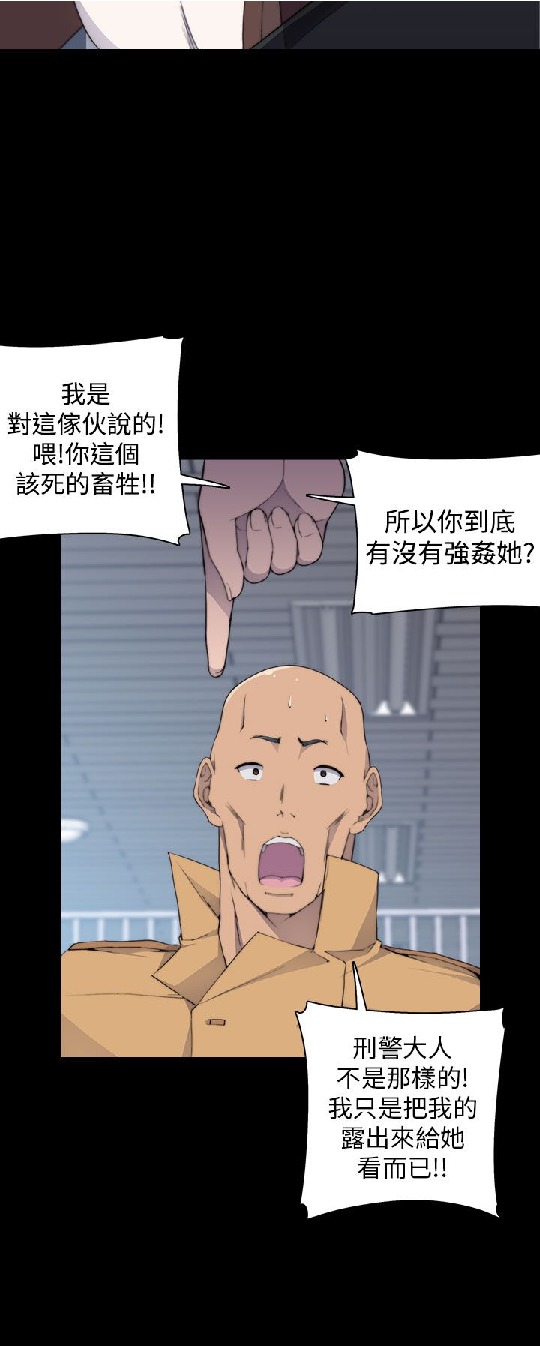 我是
對這傢伙說的!
喂!你這個
該死的畜牲!!
所以你到底
有沒有強姦她?
刑警大人
不是那樣的!
我只是把我的
露出來給她
看而已!!